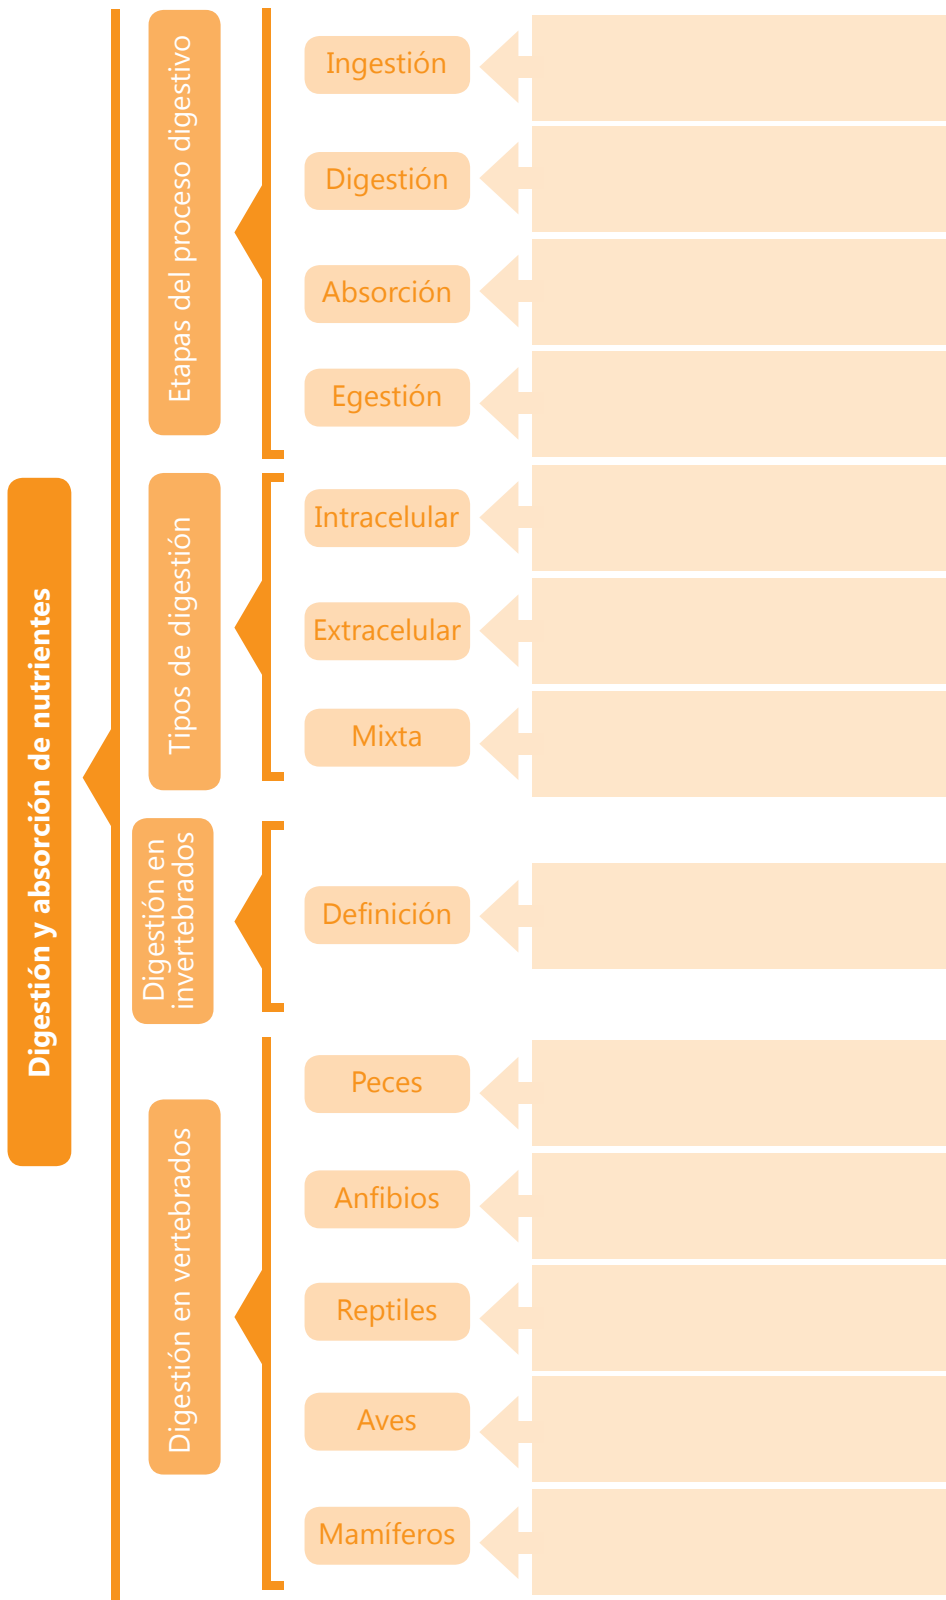 Digestión y absorción de nutrientes
Etapas del proceso digestivo
Ingestión
Digestión
Absorción
Egestión
Tipos de digestión
Intracelular
Extracelular
Mixta
Digestión en
invertebrados
Definición
Digestión en vertebrados
Peces
Anfibios
Reptiles
Aves
Mamíferos